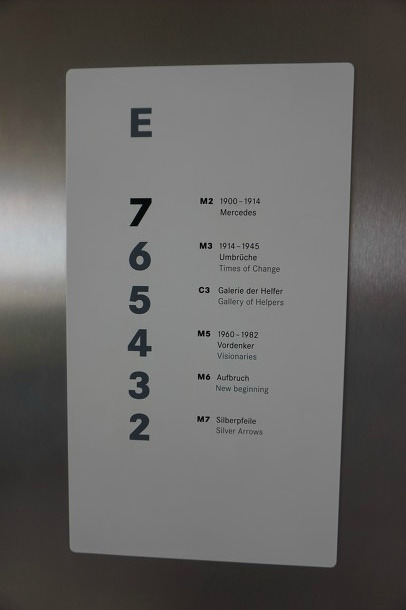 E
7 M2 1900–1914
Mercedes
6 M3 1914–1945
Umbrüche
Times of Change
5 C3 Galerie der Helfer
Gallery of Helpers
4 M5 1960–1982
Vordenker
Visionaries
3 M6 Aufbruch
New beginning
2 M7 Silberpfeile
Silver Arrows